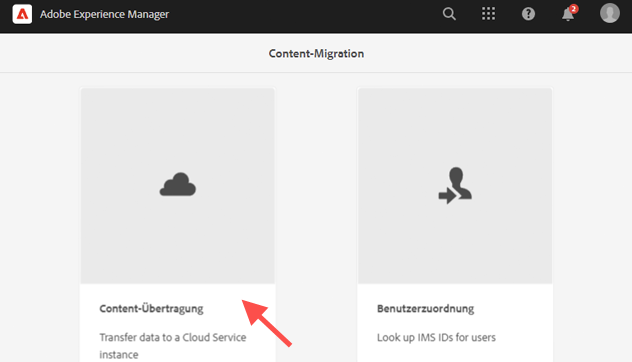 Adobe Experience Manager
2
Content-Migration
Content-Übertragung
Transfer data to a Cloud Service
instance
Benutzerzuordnung
Look up IMS IDs for users